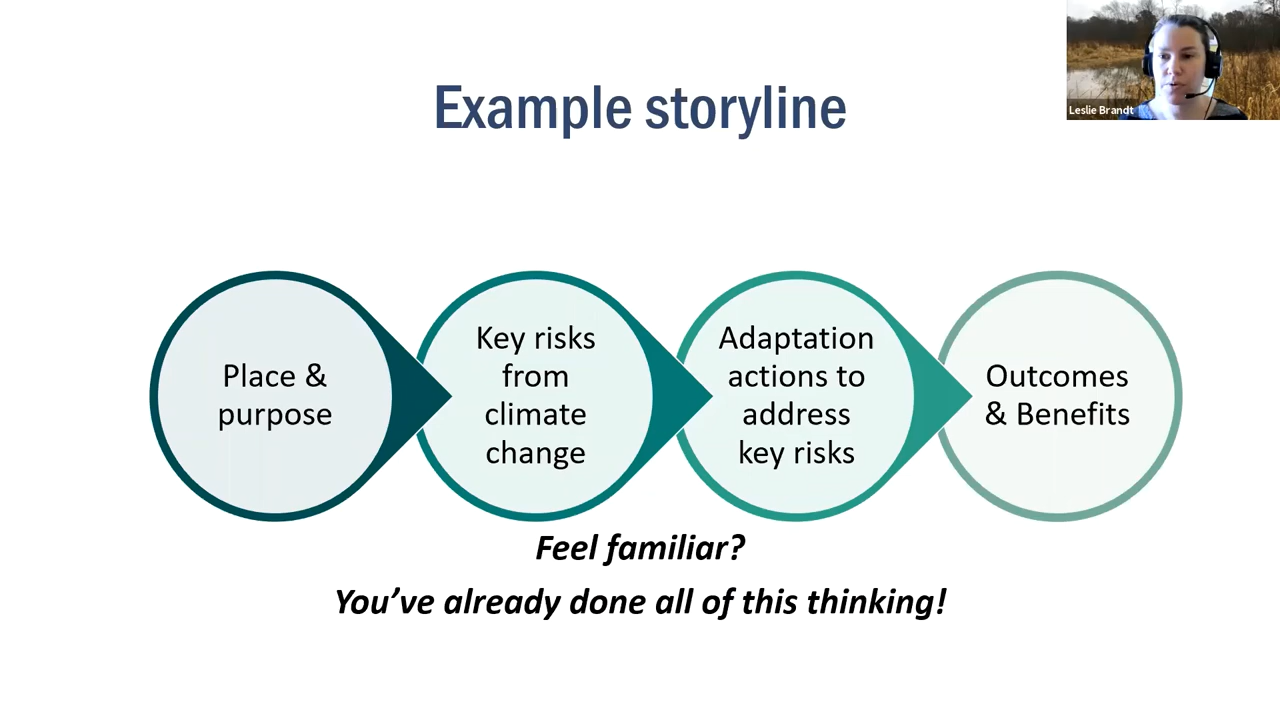 Example storyline
Leslie Brandt
Place &
purpose
Key risks
from
climate
change
Adaptation
actions to
address
key risks
Outcomes
& Benefits
Feel familiar?
You’ve already done all of this thinking!